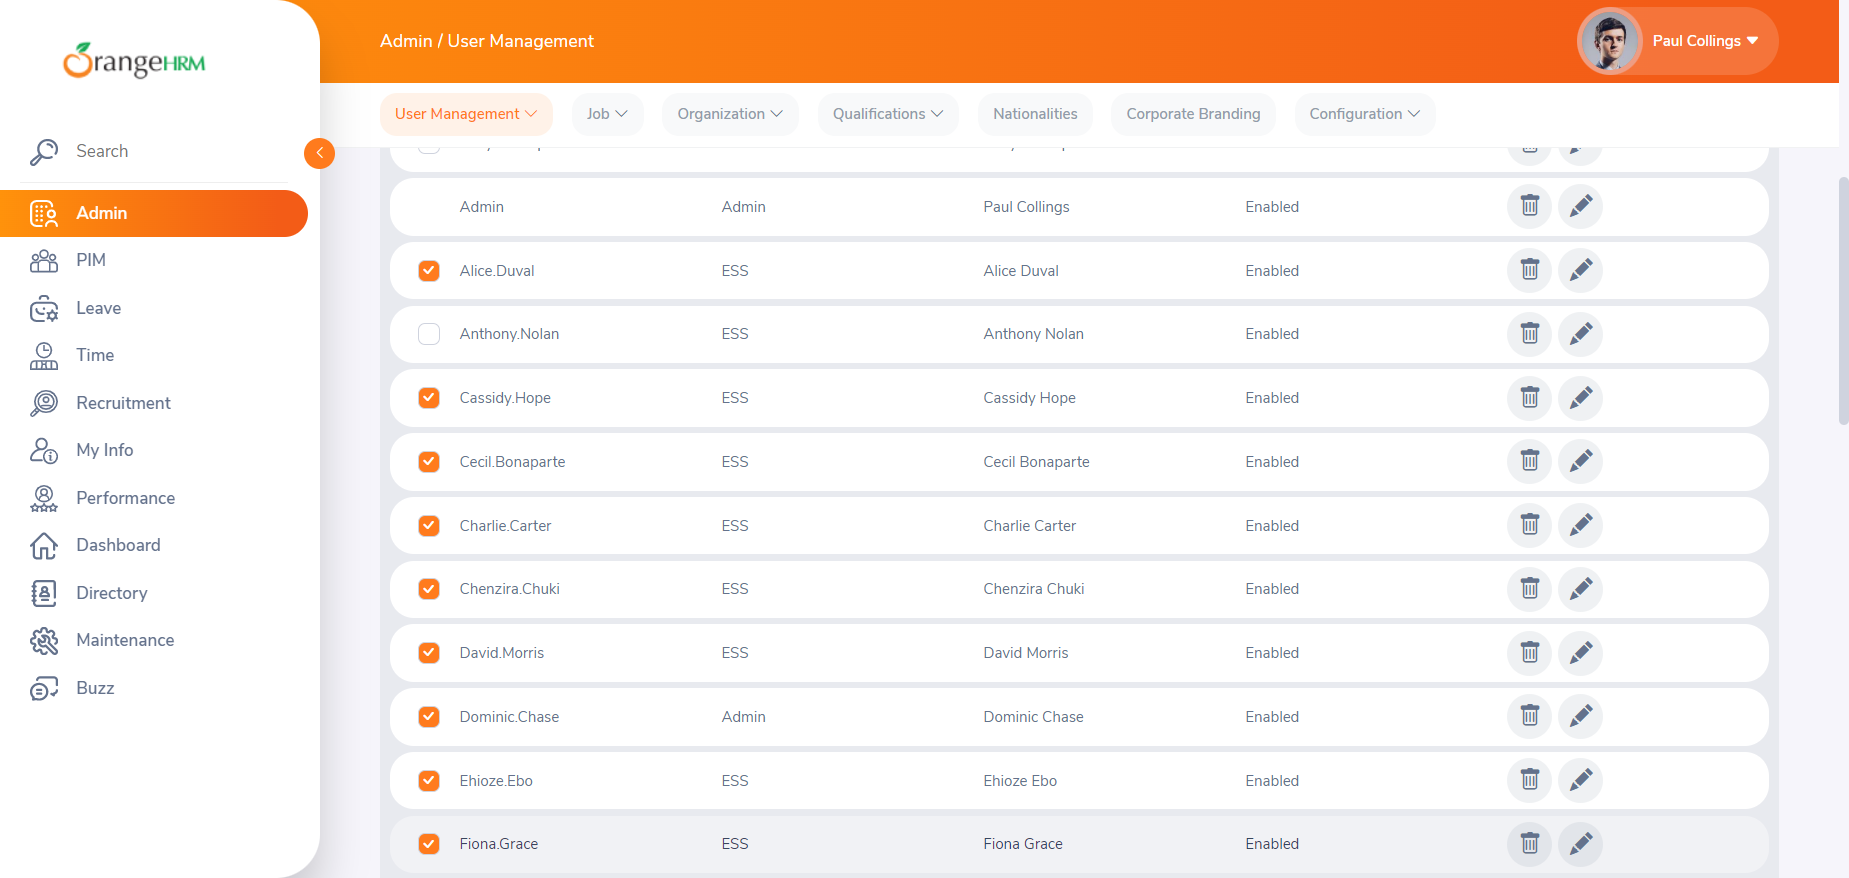 OrangeHRM
Admin / User Management
Paul Collings
User Management
Job
Organization
Qualifications
Nationalities
Corporate Branding
Configuration
Search
Admin
PIM
Leave
Time
Recruitment
My Info
Performance
Dashboard
Directory
Maintenance
Buzz
Admin Admin Paul Collings Enabled
Alice.Duval ESS Alice Duval Enabled
Anthony.Nolan ESS Anthony Nolan Enabled
Cassidy.Hope ESS Cassidy Hope Enabled
Cecil.Bonaparte ESS Cecil Bonaparte Enabled
Charlie.Carter ESS Charlie Carter Enabled
Chenzira.Chuki ESS Chenzira Chuki Enabled
David.Morris ESS David Morris Enabled
Dominic.Chase Admin Dominic Chase Enabled
Ehioze.Ebo ESS Ehioze Ebo Enabled
Fiona.Grace ESS Fiona Grace Enabled